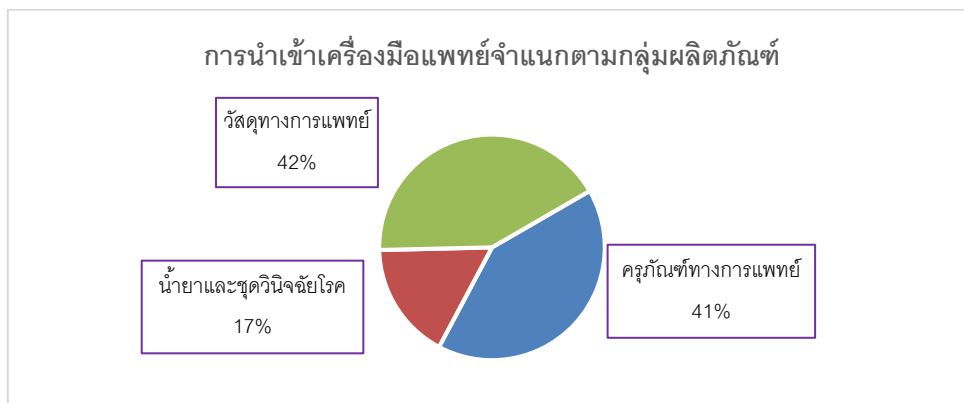 การนำเข้าเครื่องมือแพทย์จำแนกตามกลุ่มผลิตภัณฑ์
วัสดุทางการแพทย์
42%
น้ำยาและชุดวินิจฉัยโรค
17%
ครุภัณฑ์ทางการแพทย์
41%